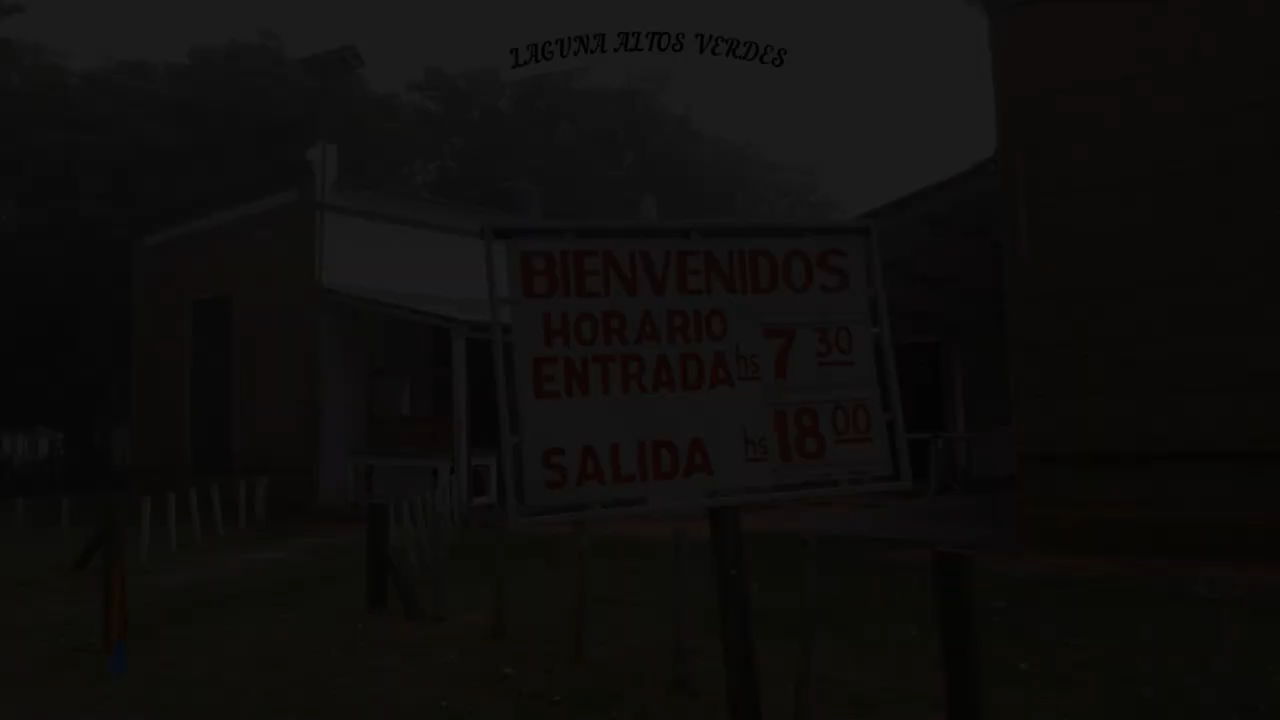 LAGUNA ALTOS VERDES
BIENVENIDOS
HORARIO
ENTRADA hs 7 30
SALIDA hs 18 00